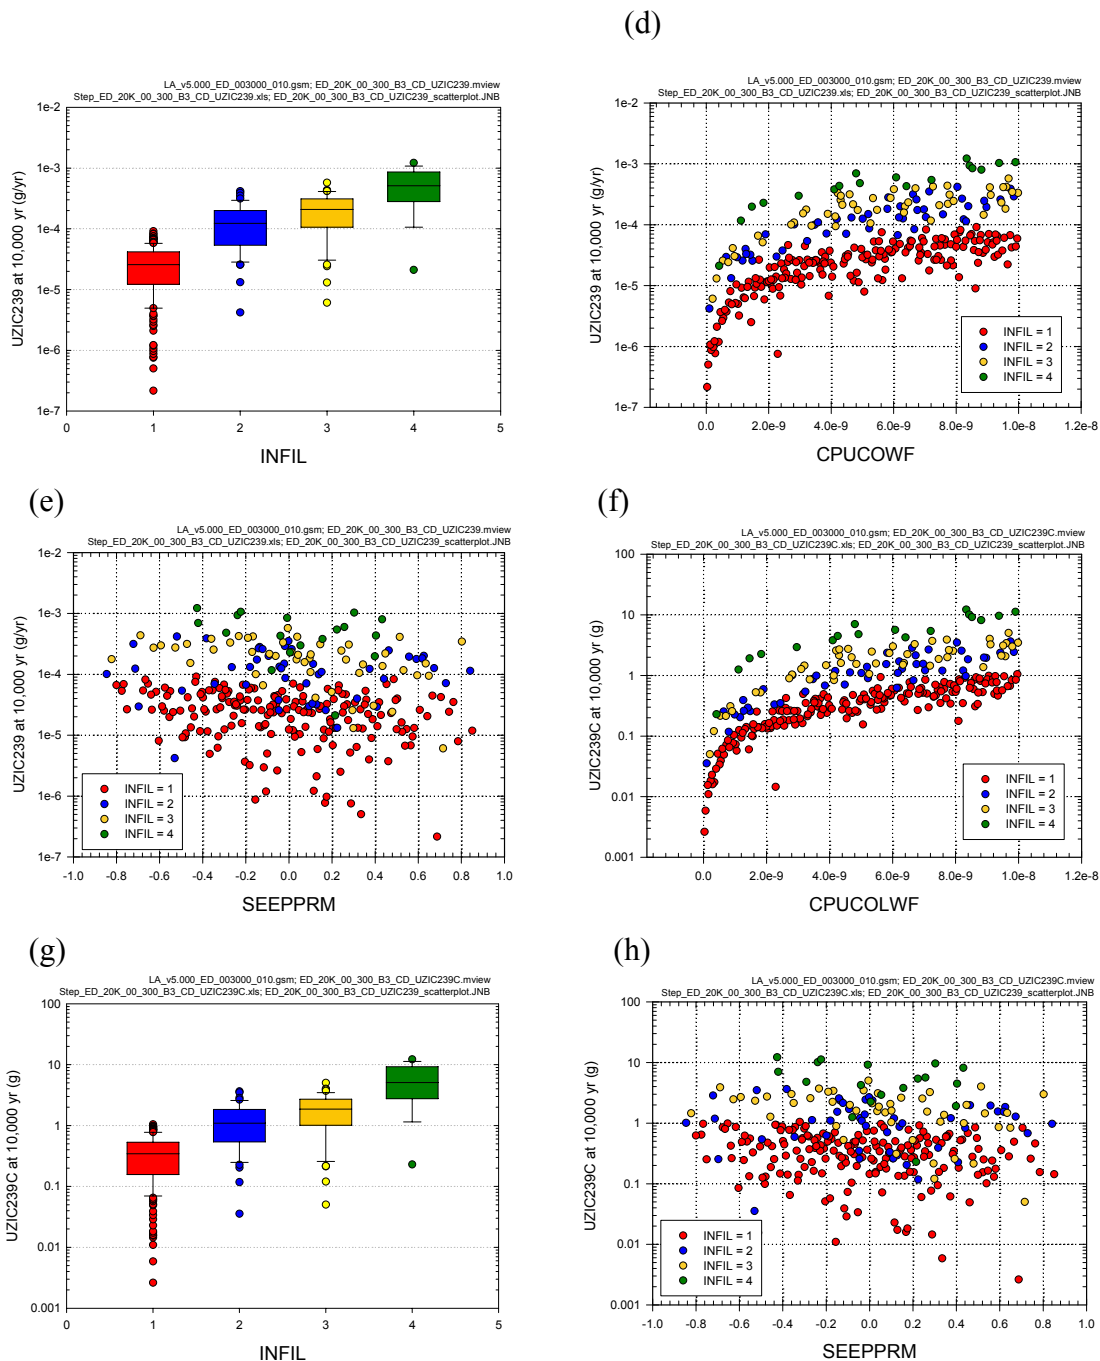 (d)
LA_v5.000_ED_003000_010.gsm; ED_20K_00_300_B3_CD_UZIC239.mview
Step_ED_20K_00_300_B3_CD_UZIC239.xls; ED_20K_00_300_B3_CD_UZIC239_scatterplot.JNB
UZIC239 at 10,000 yr (g/yr)
1e-2
1e-3
1e-4
1e-5
1e-6
1e-7
0 1 2 3 4 5
INFIL
LA_v5.000_ED_003000_010.gsm; ED_20K_00_300_B3_CD_UZIC239.mview
Step_ED_20K_00_300_B3_CD_UZIC239.xls; ED_20K_00_300_B3_CD_UZIC239_scatterplot.JNB
UZIC239 at 10,000 yr (g/yr)
1e-2
1e-3
1e-4
1e-5
1e-6
1e-7
INFIL = 1
INFIL = 2
INFIL = 3
INFIL = 4
0.0 2.0e-9 4.0e-9 6.0e-9 8.0e-9 1.0e-8 1.2e-8
CPUCOWF
(e)
LA_v5.000_ED_003000_010.gsm; ED_20K_00_300_B3_CD_UZIC239.mview
Step_ED_20K_00_300_B3_CD_UZIC239.xls; ED_20K_00_300_B3_CD_UZIC239_scatterplot.JNB
UZIC239 at 10,000 yr (g/yr)
1e-2
1e-3
1e-4
1e-5
1e-6
1e-7
INFIL = 1
INFIL = 2
INFIL = 3
INFIL = 4
-1.0 -0.8 -0.6 -0.4 -0.2 0.0 0.2 0.4 0.6 0.8 1.0
SEEPPRM
(f)
LA_v5.000_ED_003000_010.gsm; ED_20K_00_300_B3_CD_UZIC239C.mview
Step_ED_20K_00_300_B3_CD_UZIC239C.xls; ED_20K_00_300_B3_CD_UZIC239_scatterplot.JNB
UZIC239C at 10,000 yr (g)
100
10
1
0.1
0.01
0.001
INFIL = 1
INFIL = 2
INFIL = 3
INFIL = 4
0.0 2.0e-9 4.0e-9 6.0e-9 8.0e-9 1.0e-8 1.2e-8
CPUCOLWF
(g)
LA_v5.000_ED_003000_010.gsm; ED_20K_00_300_B3_CD_UZIC239C.mview
Step_ED_20K_00_300_B3_CD_UZIC239C.xls; ED_20K_00_300_B3_CD_UZIC239_scatterplot.JNB
UZIC239C at 10,000 yr (g)
100
10
1
0.1
0.01
0.001
0 1 2 3 4 5
INFIL
(h)
LA_v5.000_ED_003000_010.gsm; ED_20K_00_300_B3_CD_UZIC239C.mview
Step_ED_20K_00_300_B3_CD_UZIC239C.xls; ED_20K_00_300_B3_CD_UZIC239_scatterplot.JNB
UZIC239C at 10,000 yr (g)
100
10
1
0.1
0.01
0.001
INFIL = 1
INFIL = 2
INFIL = 3
INFIL = 4
-1.0 -0.8 -0.6 -0.4 -0.2 0.0 0.2 0.4 0.6 0.8 1.0
SEEPPRM